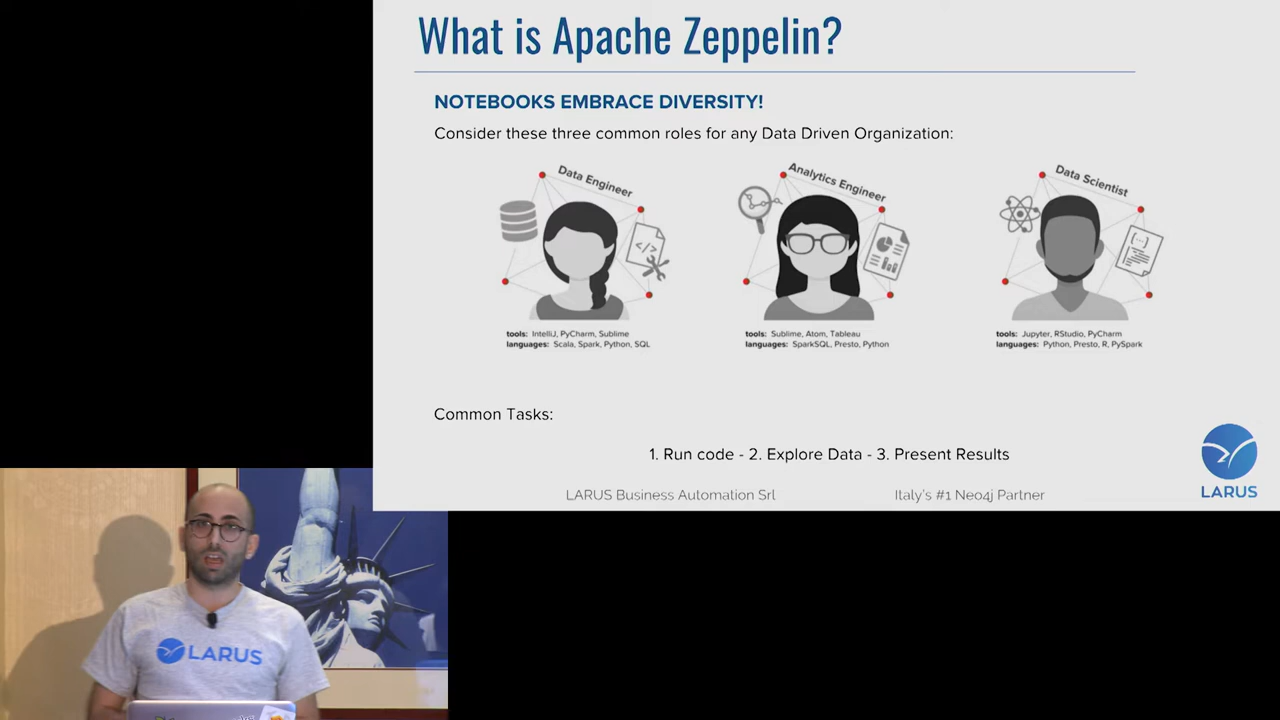 What is Apache Zeppelin?
NOTEBOOKS EMBRACE DIVERSITY!
Consider these three common roles for any Data Driven Organization:
Data Engineer
Analytics Engineer
Data Scientist
tools: IntelliJ, PyCharm, Sublime
languages: Scala, Spark, Python, SQL
tools: Sublime, Atom, Tableau
languages: SparkSQL, Presto, Python
tools: Jupyter, RStudio, PyCharm
languages: Python, Presto, R, PySpark
Common Tasks:
1. Run code - 2. Explore Data - 3. Present Results
LARUS
LARUS Business Automation Srl
Italy's #1 Neo4j Partner
LARUS